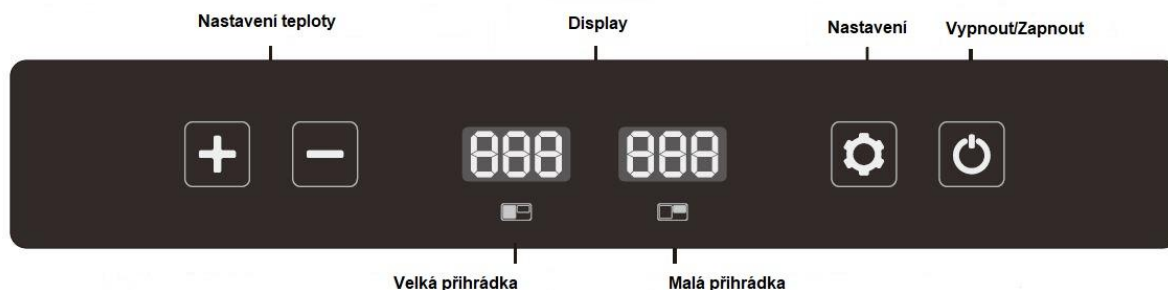 Nastavení teploty
Display
Nastavení
Vypnout/Zapnout
888
888
Velká přihrádka
Malá přihrádka